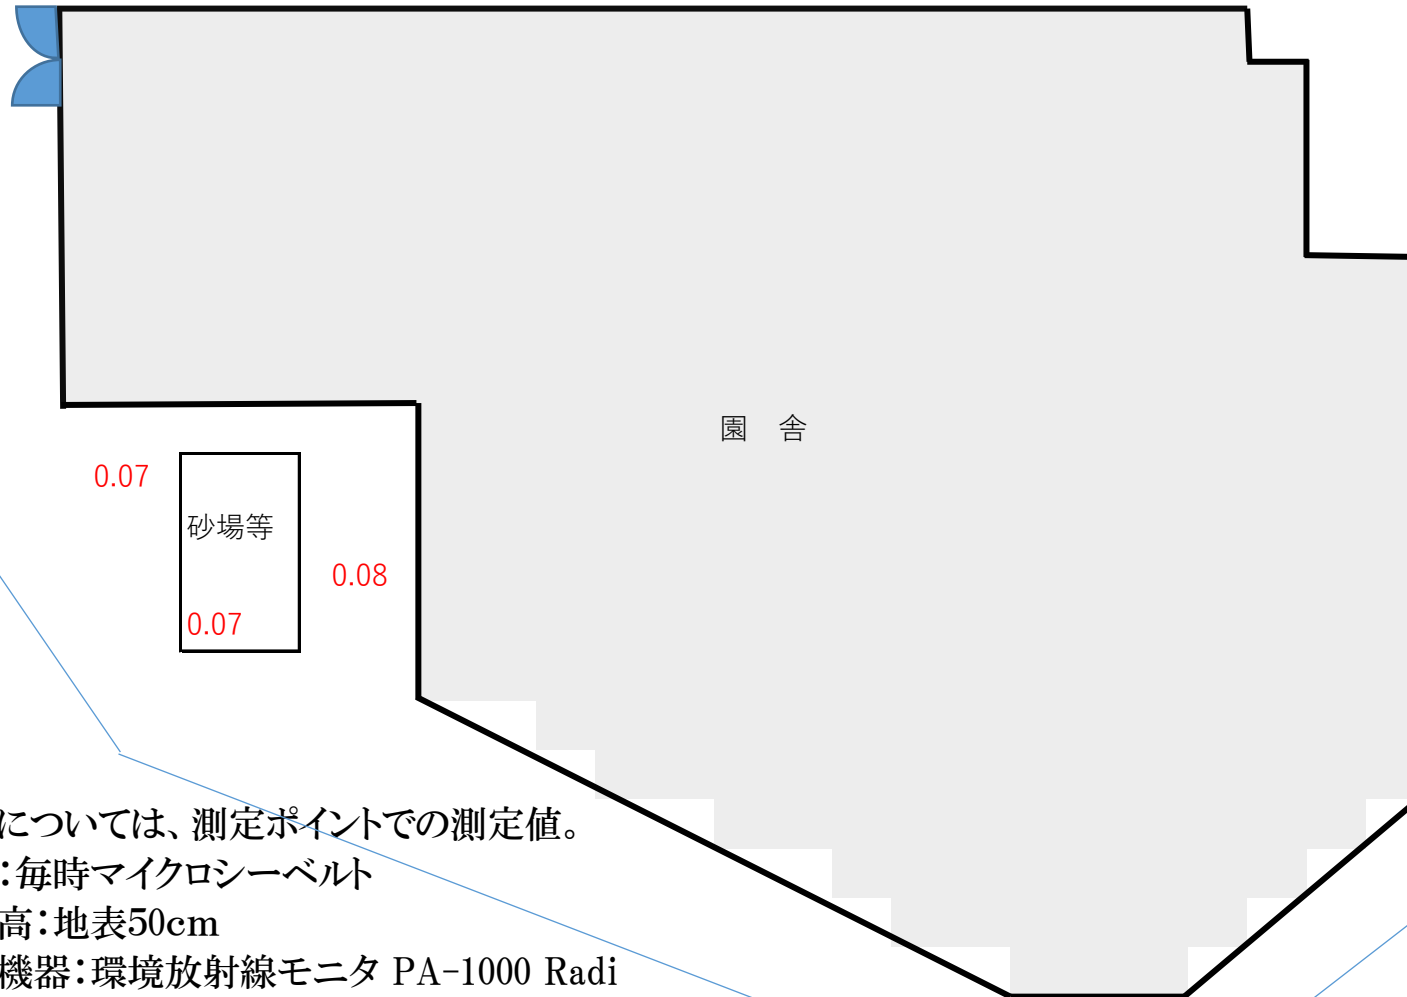 園　舎
0.07
砂場等
0.08
0.07
については、測定ポイントでの測定値。
：毎時マイクロシーベルト
高：地表50cm
機器：環境放射線モニタ PA-1000 Radi